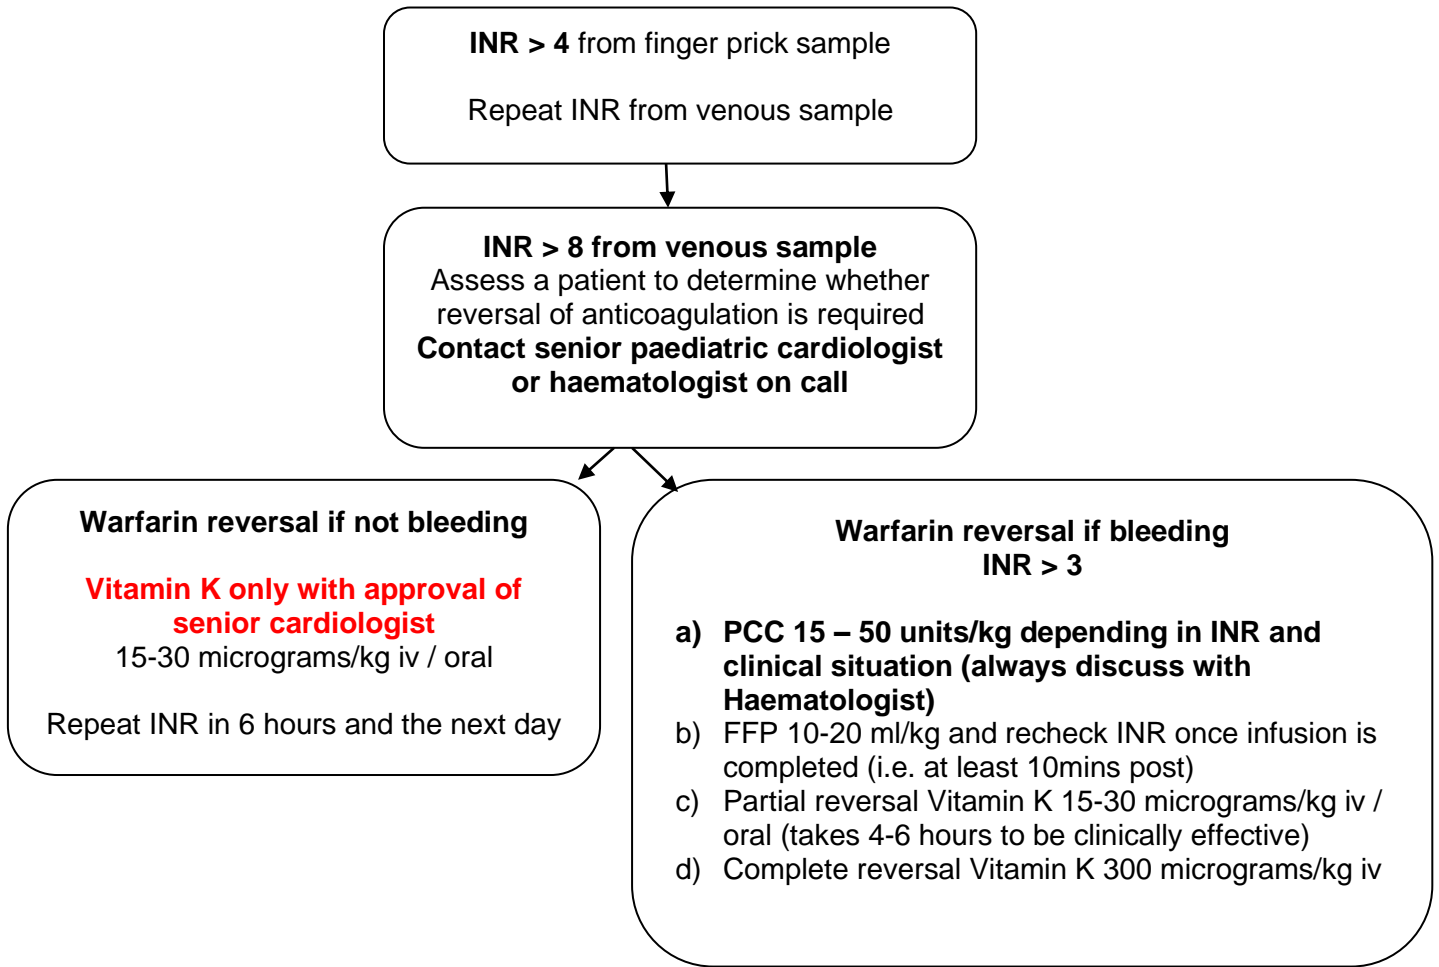 INR > 4 from finger prick sample
Repeat INR from venous sample
INR > 8 from venous sample
Assess a patient to determine whether
reversal of anticoagulation is required
Contact senior paediatric cardiologist
or haematologist on call
Warfarin reversal if not bleeding
Vitamin K only with approval of
senior cardiologist
15-30 micrograms/kg iv / oral
Repeat INR in 6 hours and the next day
Warfarin reversal if bleeding
INR > 3
a) PCC 15 – 50 units/kg depending in INR and
clinical situation (always discuss with
Haematologist)
b) FFP 10-20 ml/kg and recheck INR once infusion is
completed (i.e. at least 10mins post)
c) Partial reversal Vitamin K 15-30 micrograms/kg iv /
oral (takes 4-6 hours to be clinically effective)
d) Complete reversal Vitamin K 300 micrograms/kg iv